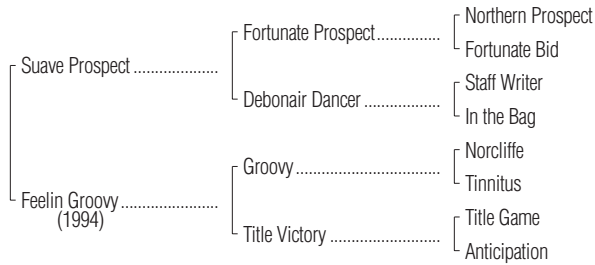 Northern Prospect
Fortunate Prospect...............
Fortunate Bid
Suave Prospect ....................
Staff Writer
Debonair Dancer ..................
In the Bag
Norcliffe
Groovy..................................
Tinnitus
Feelin Groovy.......................
(1994)
Title Game
Title Victory ..........................
Anticipation